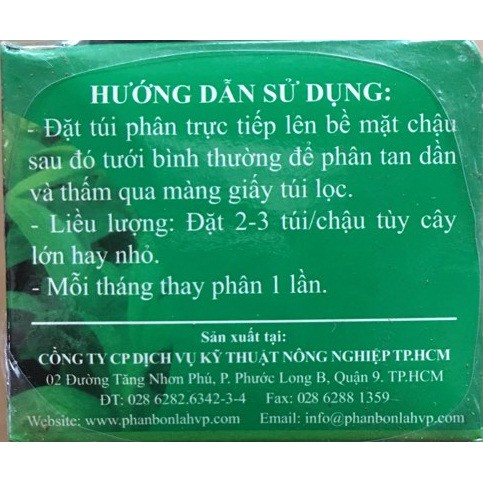 HƯỚNG DẪN SỬ DỤNG:
- Đặt túi phân trực tiếp lên bề mặt chậu
sau đó tưới bình thường để phân tan dần
và thấm qua màng giấy túi lọc.
- Liều lượng: Đặt 2-3 túi/chậu tùy cây
lớn hay nhỏ.
- Mỗi tháng thay phân 1 lần.
Sản xuất tại:
CÔNG TY CP DỊCH VỤ KỸ THUẬT NÔNG NGHIỆP TP.HCM
02 Đường Tăng Nhơn Phú, P. Phước Long B, Quận 9. TP.HCM
ĐT: 028 6282.6342-3-4 Fax: 028 6288 1359
Website: www.phanbonlahvp.com Email: info@phanbonlahvp.com